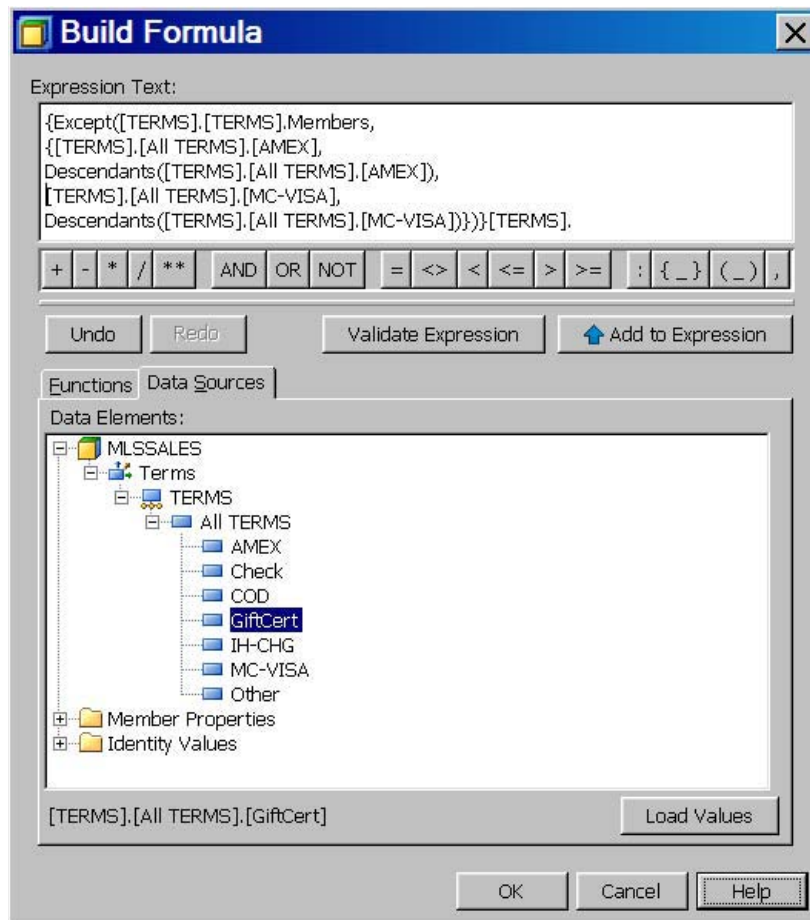 Build Formula
Expression Text:
{Except([TERMS].[TERMS].Members,
{[TERMS].[All TERMS].[AMEX],
Descendants([TERMS].[All TERMS].[AMEX]),
[TERMS].[All TERMS].[MC-VISA],
Descendants([TERMS].[All TERMS].[MC-VISA])})}[TERMS].
+ - * / ** AND OR NOT = <> < <= > >= : {_} (_) ,
Undo Redo Validate Expression Add to Expression
Functions Data Sources
Data Elements:
MLSSALES
Terms
TERMS
All TERMS
AMEX
Check
COD
GiftCert
IH-CHG
MC-VISA
Other
Member Properties
Identity Values
[TERMS].[All TERMS].[GiftCert] Load Values
OK Cancel Help